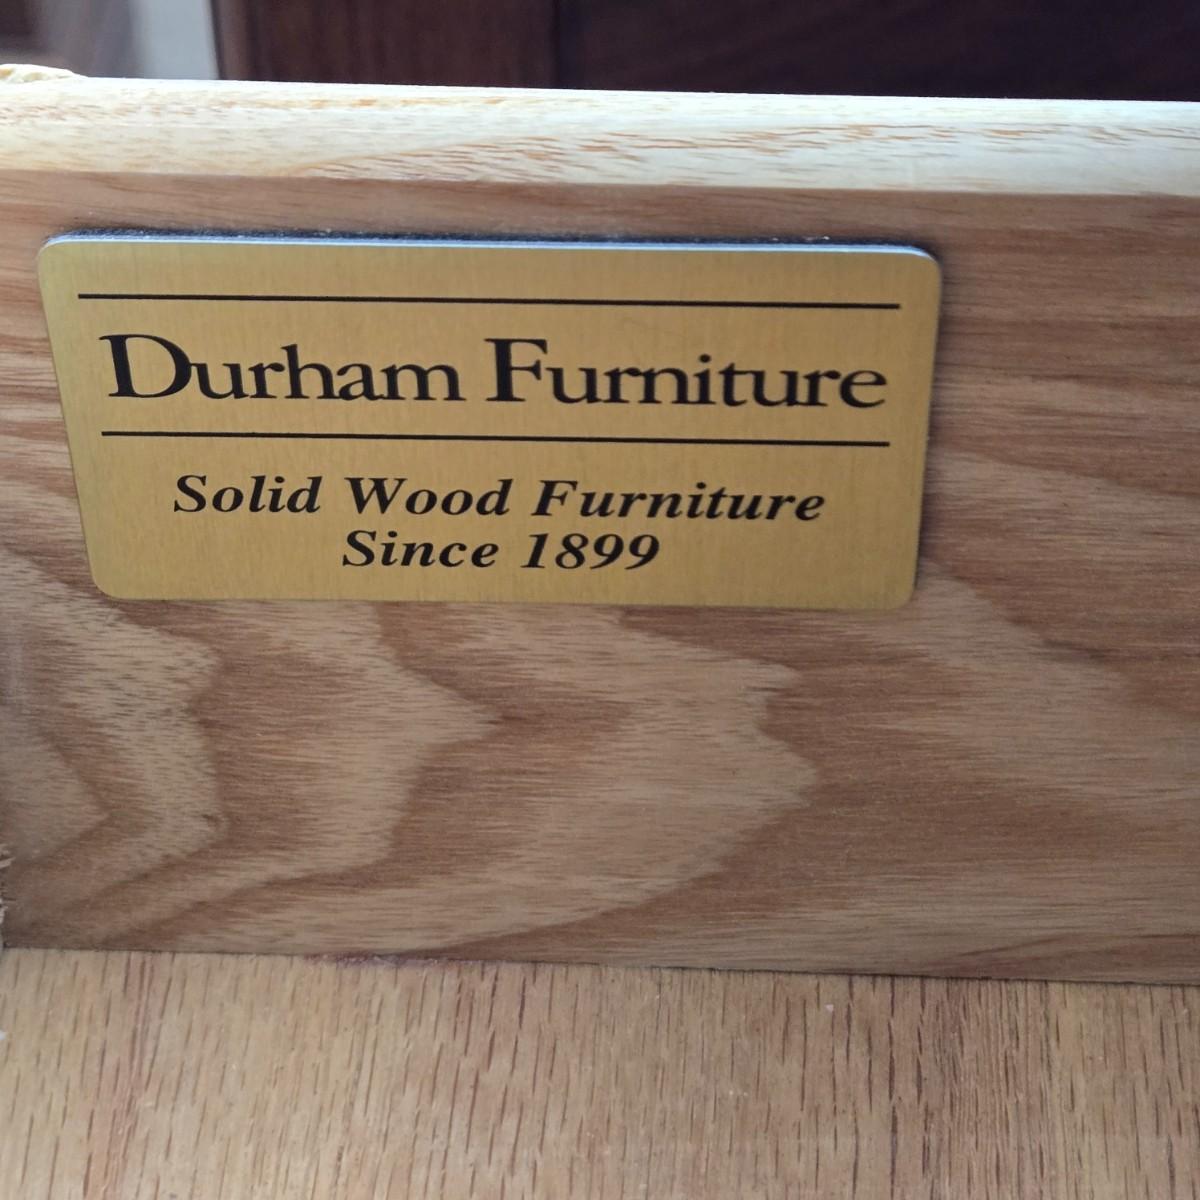 Durham Furniture
Solid Wood Furniture
Since 1899